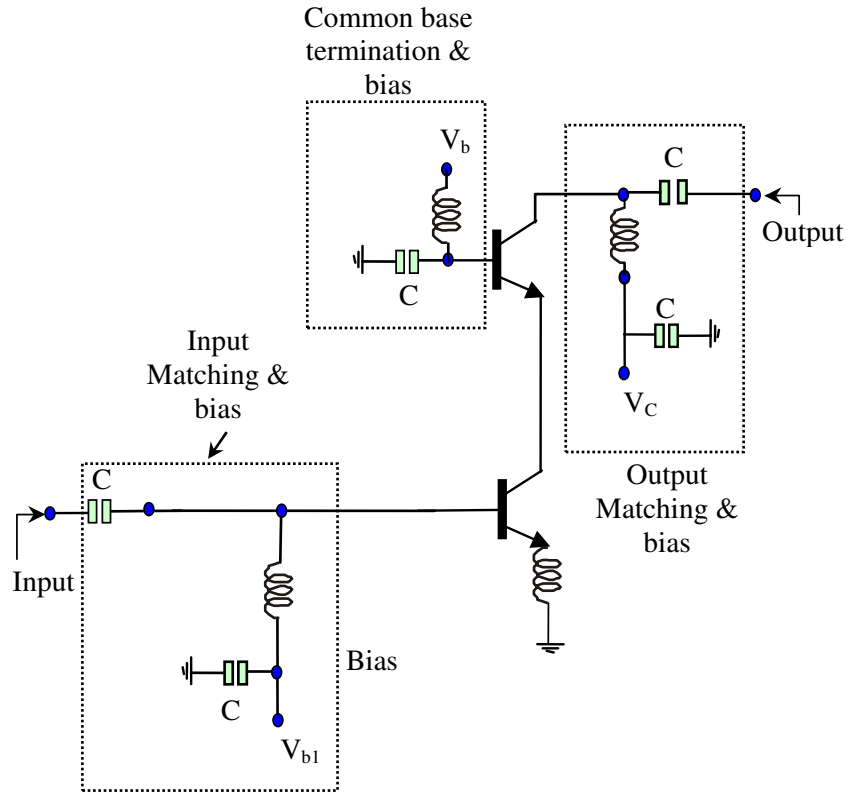 Common base
termination &
bias
V_b
C
C
Output
C
C
V_C
Input
Matching &
bias
Output
Matching &
bias
C
Input
Bias
C
V_b1